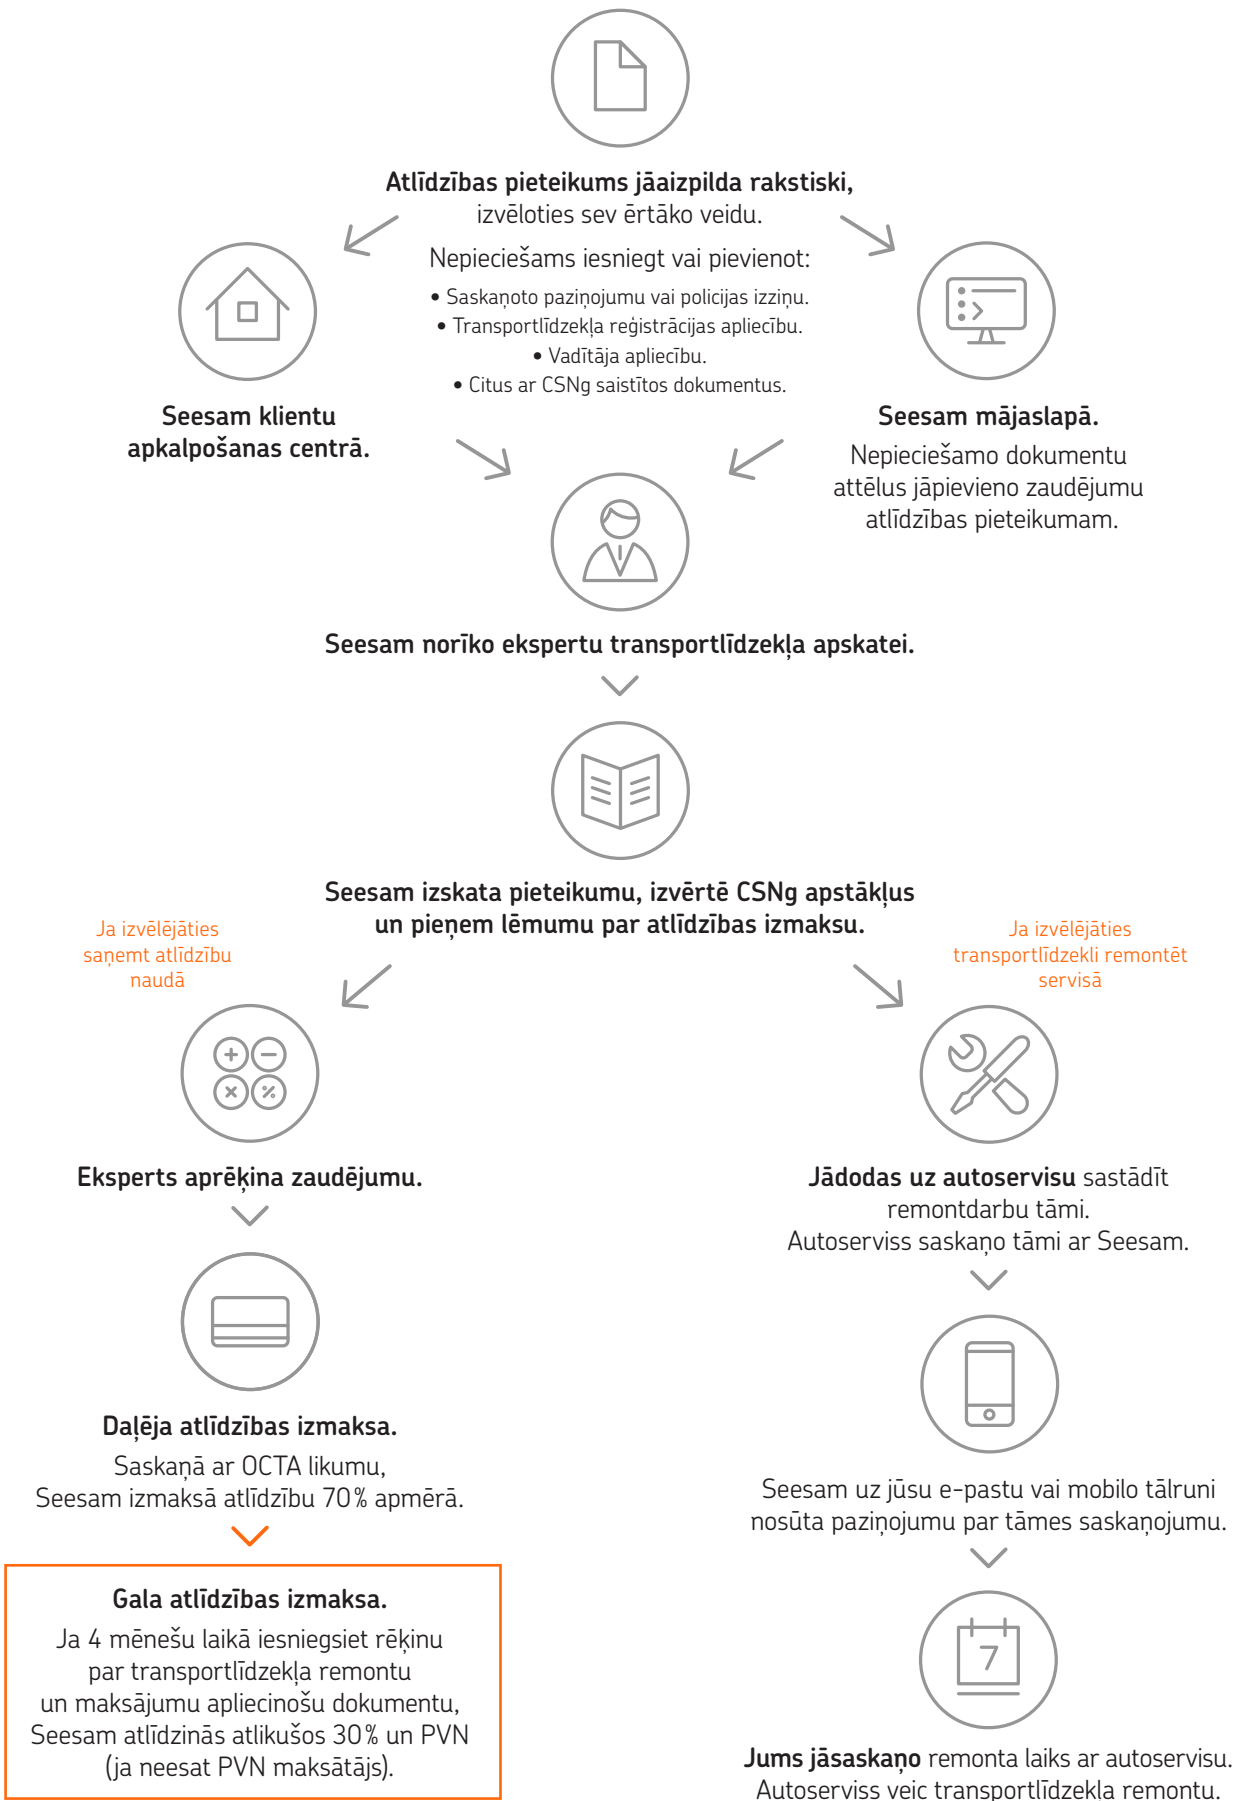 Atlīdzības pieteikums jāaizpilda rakstiski,
izvēloties sev ērtāko veidu.
Nepieciešams iesniegt vai pievienot:
• Saskaņoto paziņojumu vai policijas izziņu.
• Transportlīdzekļa reģistrācijas apliecību.
• Vadītāja apliecību.
• Citus ar CSNg saistītos dokumentus.
Seesam klientu
apkalpošanas centrā.
Seesam mājaslapā.
Nepieciešamo dokumentu
attēlus jāpievieno zaudējumu
atlīdzības pieteikumam.
Seesam norīko ekspertu transportlīdzekļa apskatei.
Seesam izskata pieteikumu, izvērtē CSNg apstākļus
un pieņem lēmumu par atlīdzības izmaksu.
Ja izvēlējāties
saņemt atlīdzību
naudā
Eksperts aprēķina zaudējumu.
Daļēja atlīdzības izmaksa.
Saskaņā ar OCTA likumu,
Seesam izmaksā atlīdzību 70% apmērā.
Gala atlīdzības izmaksa.
Ja 4 mēnešu laikā iesniegsiet rēķinu
par transportlīdzekļa remontu
un maksājumu apliecinošu dokumentu,
Seesam atlīdzinās atlikušos 30% un PVN
(ja neesat PVN maksātājs).
Ja izvēlējāties
transportlīdzekli remontēt
servisā
Jādodas uz autoservisu sastādīt
remontdarbu tāmi.
Autoserviss saskaņo tāmi ar Seesam.
Seesam uz jūsu e-pastu vai mobilo tālruni
nosūta paziņojumu par tāmes saskaņojumu.
7
Jums jāsaskaņo remonta laiks ar autoservisu.
Autoserviss veic transportlīdzekļa remontu.